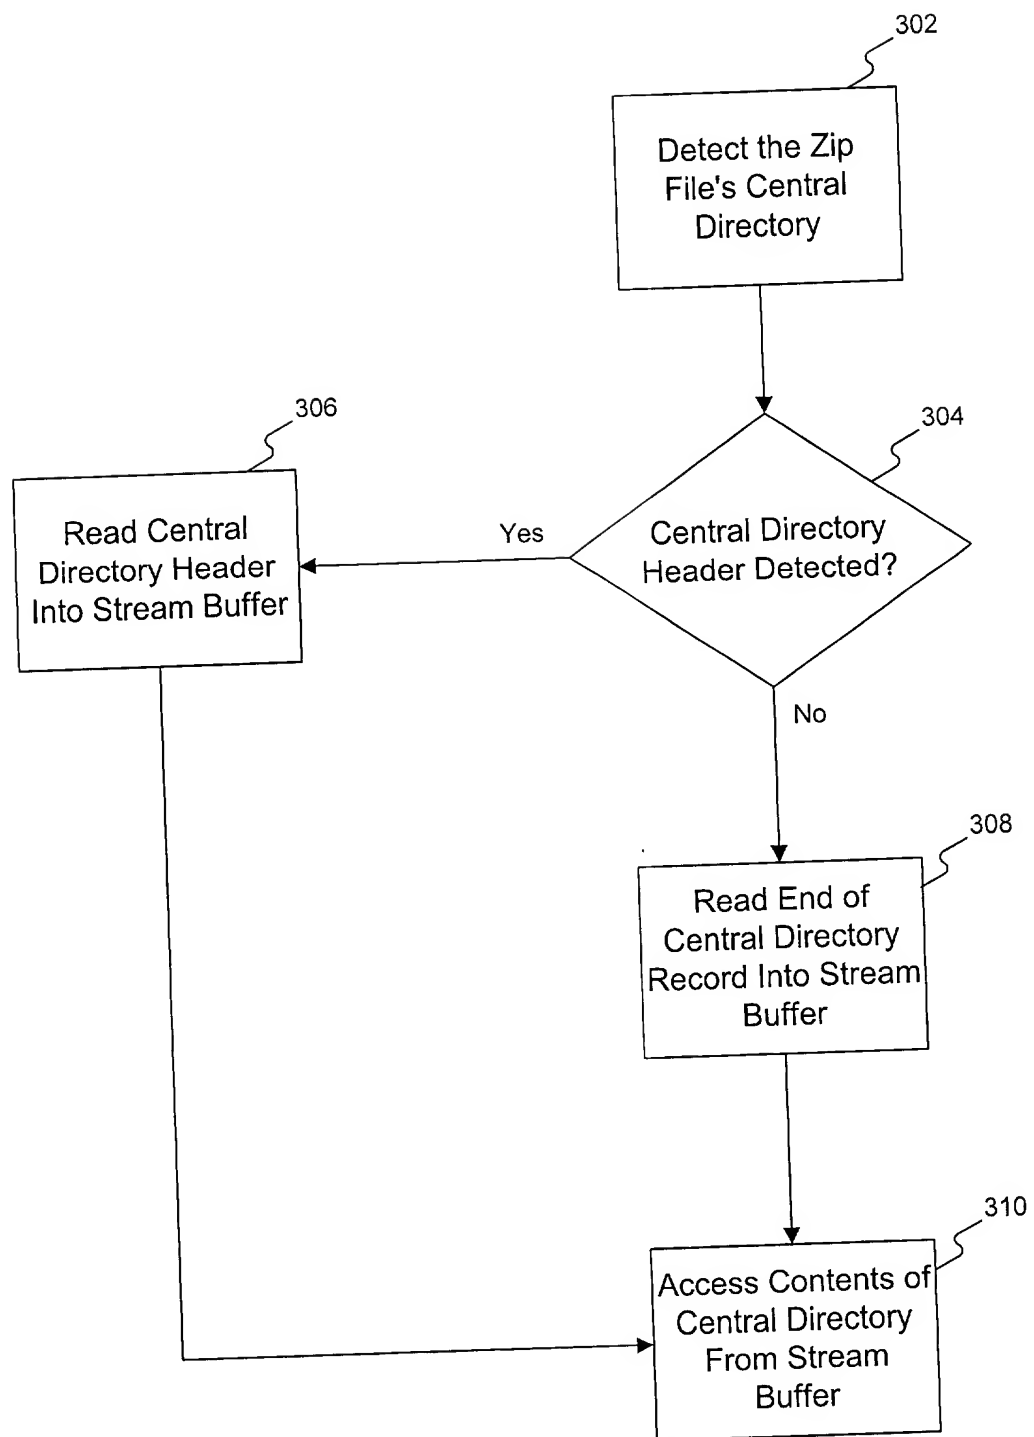 302
Detect the Zip
File's Central
Directory
304
Central Directory
Header Detected?
Yes
306
Read Central
Directory Header
Into Stream Buffer
No
308
Read End of
Central Directory
Record Into Stream
Buffer
310
Access Contents of
Central Directory
From Stream
Buffer